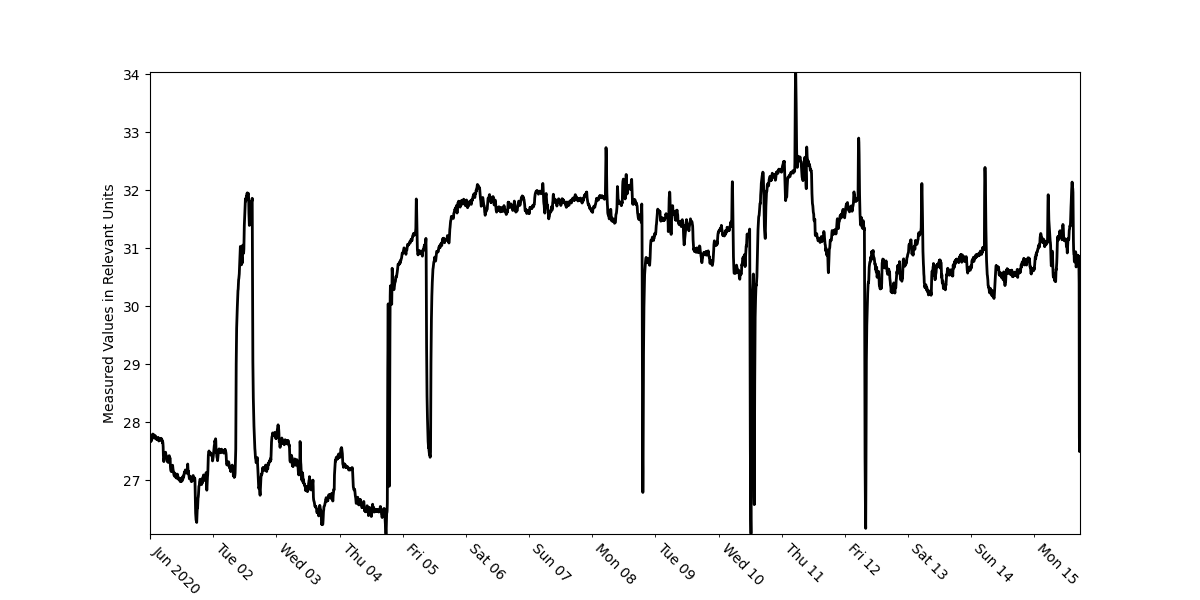 34
33
32
31
30
29
28
27
Measured Values in Relevant Units
Jun 2020
Tue 02
Wed 03
Thu 04
Fri 05
Sat 06
Sun 07
Mon 08
Tue 09
Wed 10
Thu 11
Fri 12
Sat 13
Sun 14
Mon 15